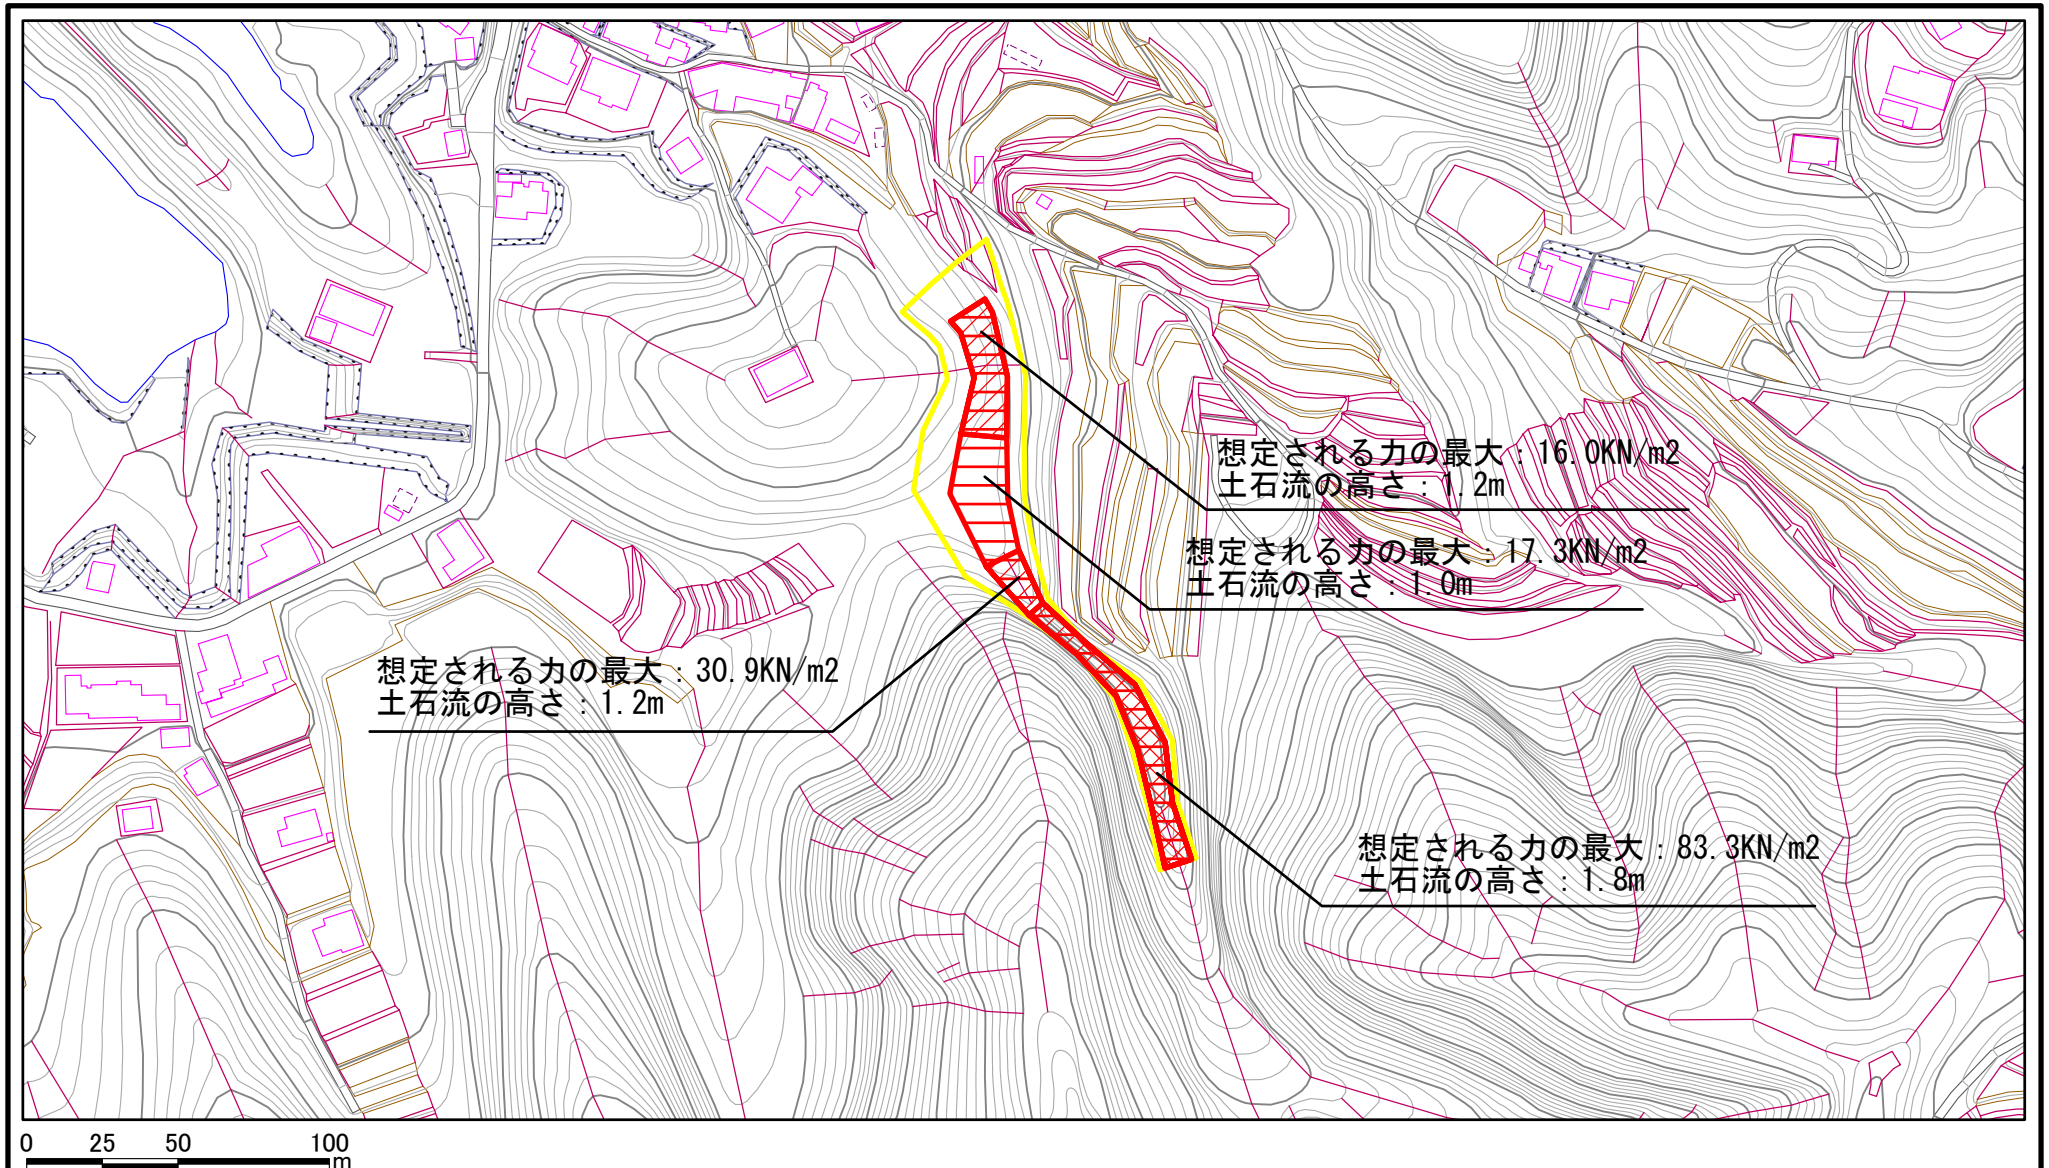 想定される力の最大：16.0KN/m2
土石流の高さ：1.2m
想定される力の最大：17.3KN/m2
土石流の高さ：1.0m
想定される力の最大：30.9KN/m2
土石流の高さ：1.2m
想定される力の最大：83.3KN/m2
土石流の高さ：1.8m
0 25 50 100
m